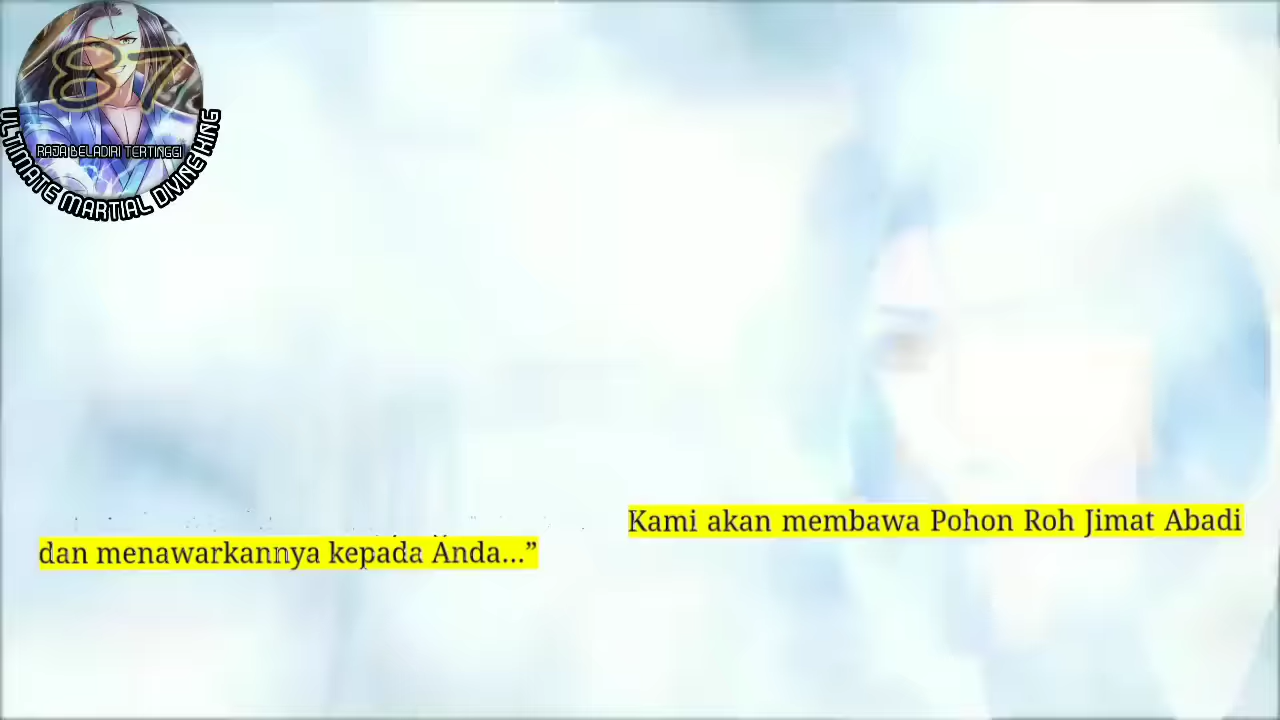 87
RAJA BELADIRI TERTINGGI
ULTIMATE MARTIAL DIVINE KING
Kami akan membawa Pohon Roh Jimat Abadi
dan menawarkannya kepada Anda...”